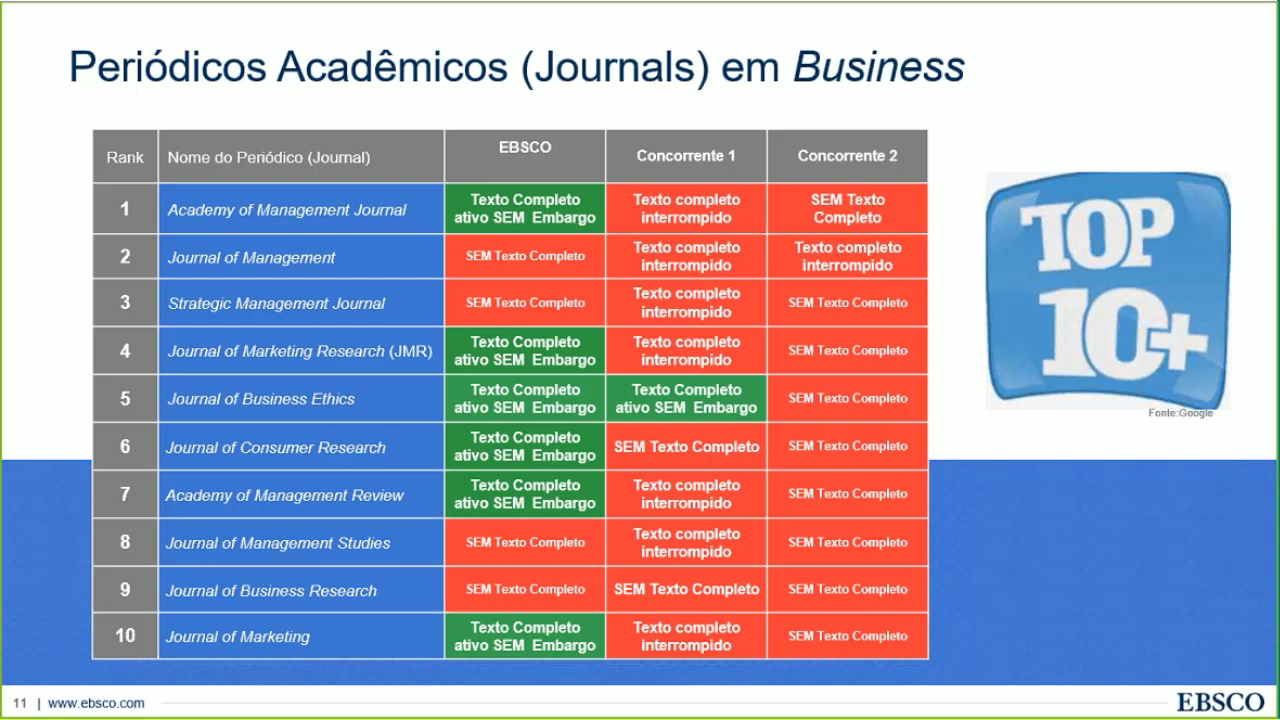 Periódicos Acadêmicos (Journals) em Business
Rank Nome do Periódico (Journal) EBSCO Concorrente 1 Concorrente 2
1 Academy of Management Journal Texto Completo ativo SEM Embargo Texto completo interrompido SEM Texto Completo
2 Journal of Management SEM Texto Completo Texto completo interrompido Texto completo interrompido
3 Strategic Management Journal SEM Texto Completo Texto completo interrompido SEM Texto Completo
4 Journal of Marketing Research (JMR) Texto Completo ativo SEM Embargo Texto completo interrompido SEM Texto Completo
5 Journal of Business Ethics Texto Completo ativo SEM Embargo Texto Completo ativo SEM Embargo SEM Texto Completo
6 Journal of Consumer Research Texto Completo ativo SEM Embargo SEM Texto Completo SEM Texto Completo
7 Academy of Management Review Texto Completo ativo SEM Embargo Texto completo interrompido SEM Texto Completo
8 Journal of Management Studies SEM Texto Completo Texto completo interrompido SEM Texto Completo
9 Journal of Business Research SEM Texto Completo SEM Texto Completo SEM Texto Completo
10 Journal of Marketing Texto Completo ativo SEM Embargo Texto completo interrompido SEM Texto Completo
TOP
10+
Fonte:Google
11 | www.ebsco.com
EBSCO